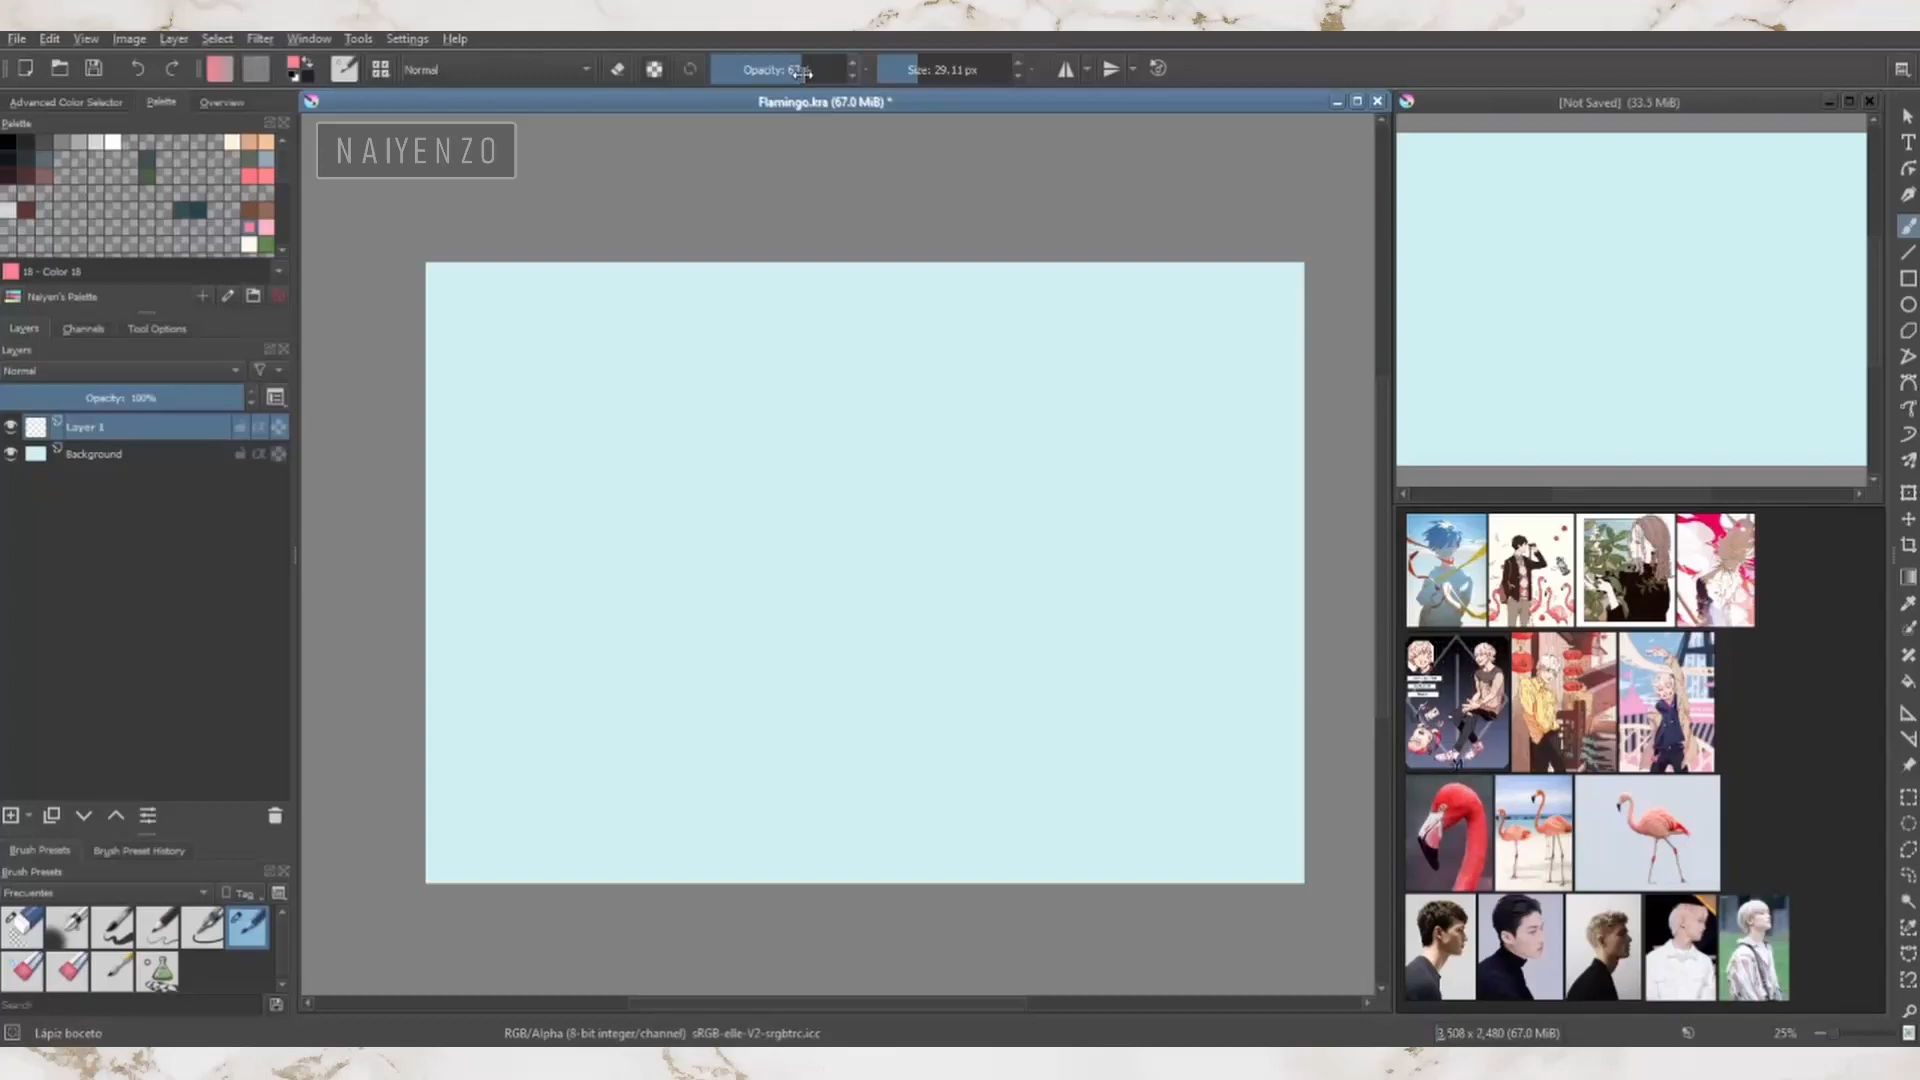 File Edit View Image Layer Select Filter Window Tools Settings Help
Normal
Size: 29.11 px
Advanced Color Selector Palette Overview
Flamingo.kra (67.0 MiB) *
[Not Saved] (33.5 MiB)
Palette
NAIYENZO
18 - Color 18
Naiyen's Palette
Layers Channels Tool Options
Layers
Normal
Opacity: 100%
Layer 1
Background
Brush Presets Brush Preset History
Brush Presets
Frecuentes
Tag
Search
Lápiz boceto
RGB/Alpha (8-bit integer/channel) sRGB-elle-V2-srgbtrc.icc
3,508 x 2,480 (67.0 MiB)
25%